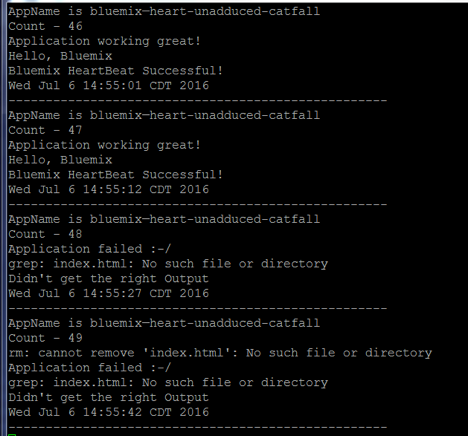 AppName is bluemix—heart-unadduced-catfall
Count - 46
Application working great!
Hello, Bluemix
Bluemix HeartBeat Successful!
Wed Jul 6 14:55:01 CDT 2016
---------------------------------------------------
AppName is bluemix—heart-unadduced-catfall
Count - 47
Application working great!
Hello, Bluemix
Bluemix HeartBeat Successful!
Wed Jul 6 14:55:12 CDT 2016
---------------------------------------------------
AppName is bluemix—heart-unadduced-catfall
Count - 48
Application failed :-/
grep: index.html: No such file or directory
Didn't get the right Output
Wed Jul 6 14:55:27 CDT 2016
---------------------------------------------------
AppName is bluemix—heart-unadduced-catfall
Count - 49
rm: cannot remove 'index.html': No such file or directory
Application failed :-/
grep: index.html: No such file or directory
Didn't get the right Output
Wed Jul 6 14:55:42 CDT 2016
---------------------------------------------------